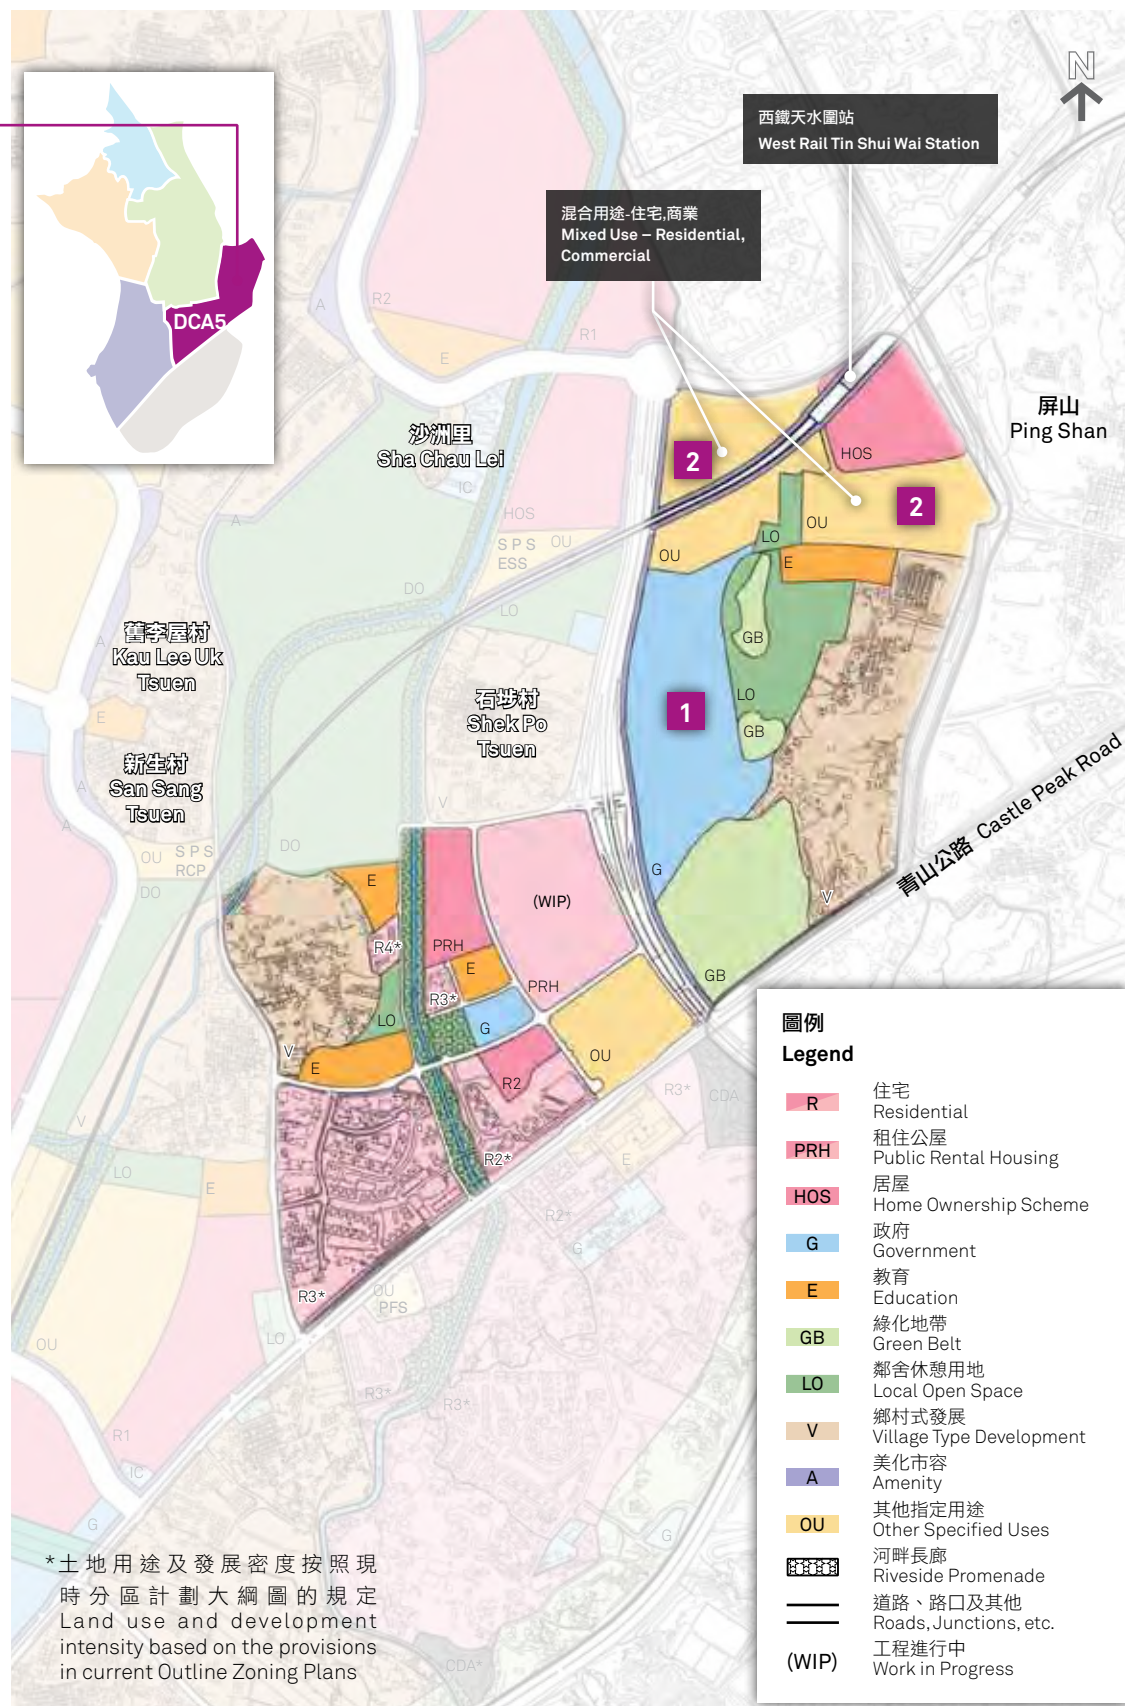 N
西鐵天水圍站
West Rail Tin Shui Wai Station
混合用途-住宅,商業
Mixed Use – Residential,
Commercial
DCA5
A
R2
E
R1
屏山
Ping Shan
沙洲里
Sha Chau Lei
IC
HOS
2
HOS
2
A
HOS
SPS
ESS
OU
OU
LO
OU
E
DO
LO
A
舊李屋村
Kau Lee Uk
Tsuen
GB
LO
1
GB
石埗村
Shek Po
Tsuen
E
新生村
San Sang
Tsuen
A
V
A
青山公路 Castle Peak Road
OU
SPS
RCP
DO
DO
E
(WIP)
G
V
R4*
PRH
E
PRH
R3*
GB
LO
G
V
E
OU
R2
R3*
CDA
V
LO
E
R2*
E
R2*
G
R3*
OU
PFS
OU
LO
R3*
R3*
R1
IC
G
G
CDA*
*土地用途及發展密度按照現
時分區計劃大綱圖的規定
Land use and development
intensity based on the provisions
in current Outline Zoning Plans
圖例
Legend
R
住宅
Residential
PRH
租住公屋
Public Rental Housing
HOS
居屋
Home Ownership Scheme
G
政府
Government
E
教育
Education
GB
綠化地帶
Green Belt
LO
鄰舍休憩用地
Local Open Space
V
鄉村式發展
Village Type Development
A
美化市容
Amenity
OU
其他指定用途
Other Specified Uses
河畔長廊
Riveside Promenade
道路、路口及其他
Roads, Junctions, etc.
(WIP)
工程進行中
Work in Progress